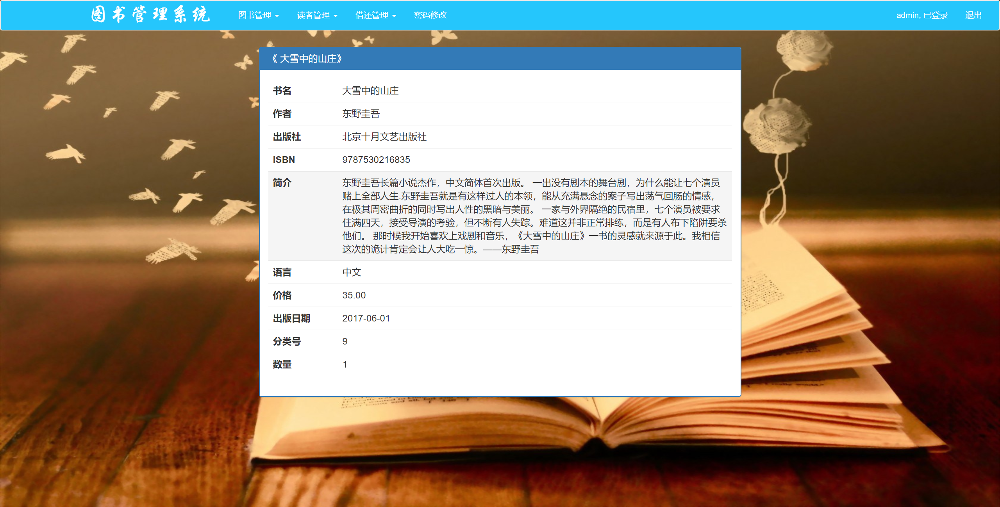 图书管理系统 图书管理 读者管理 借还管理 密码修改 admin, 已登录 退出
《 大雪中的山庄》
书名 大雪中的山庄
作者 东野圭吾
出版社 北京十月文艺出版社
ISBN 9787530216835
简介 东野圭吾长篇小说杰作，中文简体首次出版。 一出没有剧本的舞台剧，为什么能让七个演员
赌上全部人生.东野圭吾就是有这样过人的本领，能从充满悬念的案子写出荡气回肠的情感，
在极其周密曲折的同时写出人性的黑暗与美丽。 一家与外界隔绝的民宿里，七个演员被要求
住满四天，接受导演的考验，但不断有人失踪。难道这并非正常排练，而是有人布下陷阱要杀
他们。 那时候我开始喜欢上戏剧和音乐，《大雪中的山庄》一书的灵感就来源于此。我相信
这次的诡计肯定会让人大吃一惊。——东野圭吾
语言 中文
价格 35.00
出版日期 2017-06-01
分类号 9
数量 1